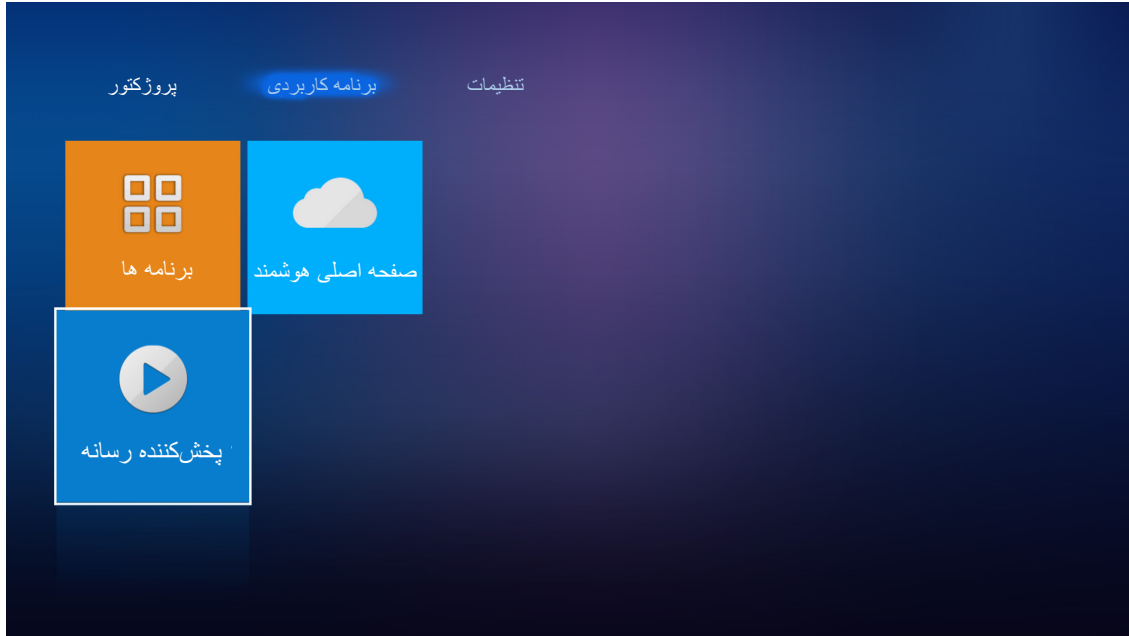 پروژکتور
برنامه کاربردی
تنظیمات
برنامه ها
صفحه اصلی هوشمند
پخش‌کننده رسانه